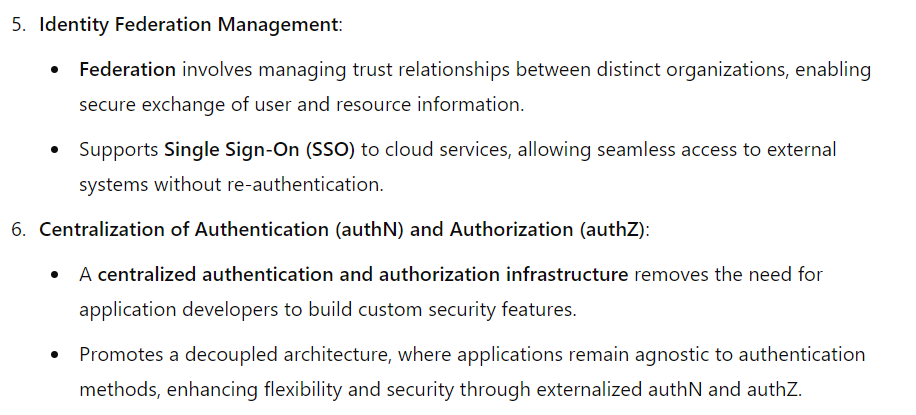 5. Identity Federation Management:
• Federation involves managing trust relationships between distinct organizations, enabling
secure exchange of user and resource information.
• Supports Single Sign-On (SSO) to cloud services, allowing seamless access to external
systems without re-authentication.
6. Centralization of Authentication (authN) and Authorization (authZ):
• A centralized authentication and authorization infrastructure removes the need for
application developers to build custom security features.
• Promotes a decoupled architecture, where applications remain agnostic to authentication
methods, enhancing flexibility and security through externalized authN and authZ.